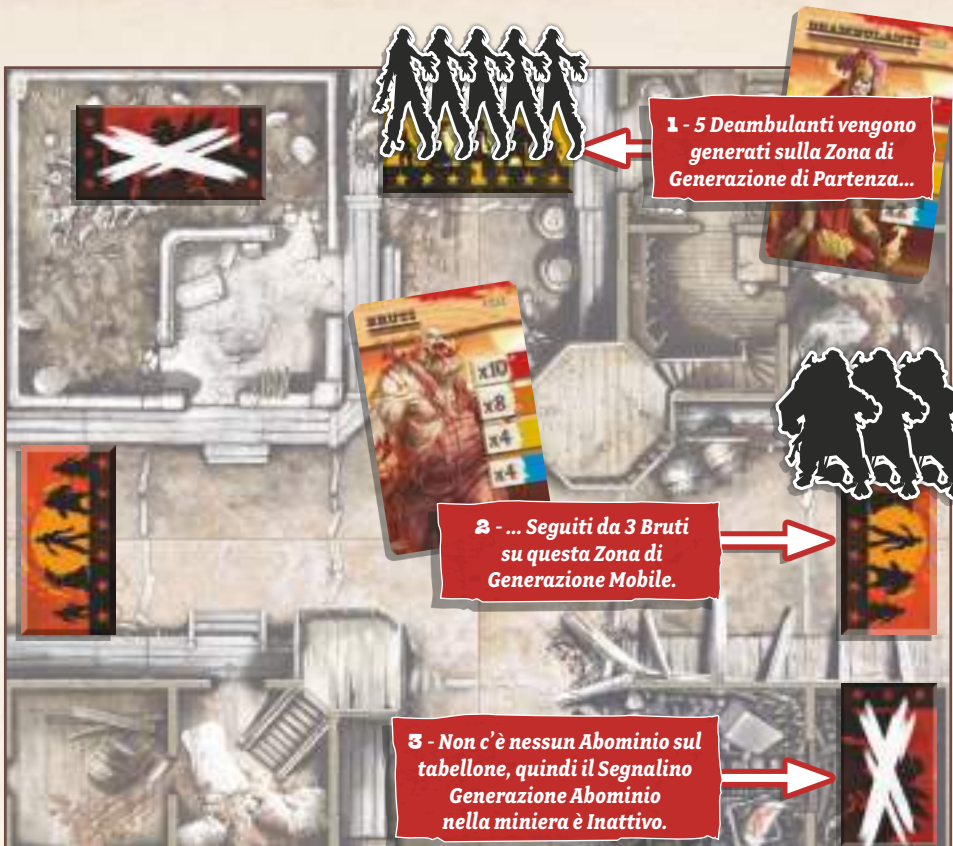 DEAMBULANTI
1 - 5 Deambulanti vengono
generati sulla Zona di
Generazione di Partenza...
1
BRUTI
x10
x8
x4
x4
2 - ... Seguiti da 3 Bruti
su questa Zona di
Generazione Mobile.
3 - Non c'è nessun Abominio sul
tabellone, quindi il Segnalino
Generazione Abominio
nella miniera è Inattivo.